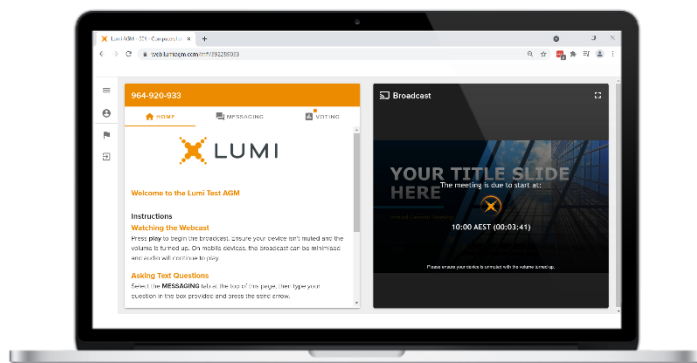 964-920-933
HOME
MESSAGING
VOTING
LUMI
Welcome to the Lumi Test AGM
Instructions
Watching the Webcast
Press play to begin the broadcast. Ensure your device isn't muted and the
volume is turned up. On mobile devices, the broadcast can be minimised
and audio will continue to play.
Asking Text Questions
Select the MESSAGING tab at the top of this page, then type your
question in the box provided and press the send arrow.
Broadcast
YOUR TITLE SLIDE
HERE
The meeting is due to start at:
10:00 AEST (00:03:41)
Please ensure your device is unmuted with the volume turned up.